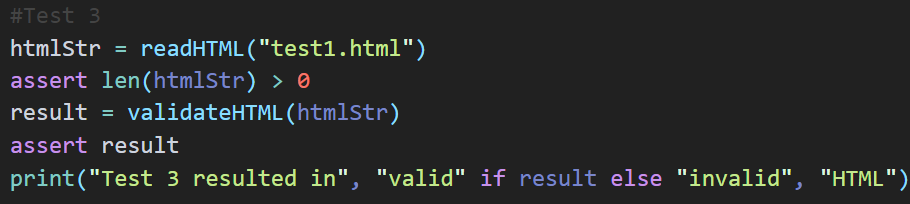 #Test 3
htmlStr = readHTML("test1.html")
assert len(htmlStr) > 0
result = validateHTML(htmlStr)
assert result
print("Test 3 resulted in", "valid" if result else "invalid", "HTML")